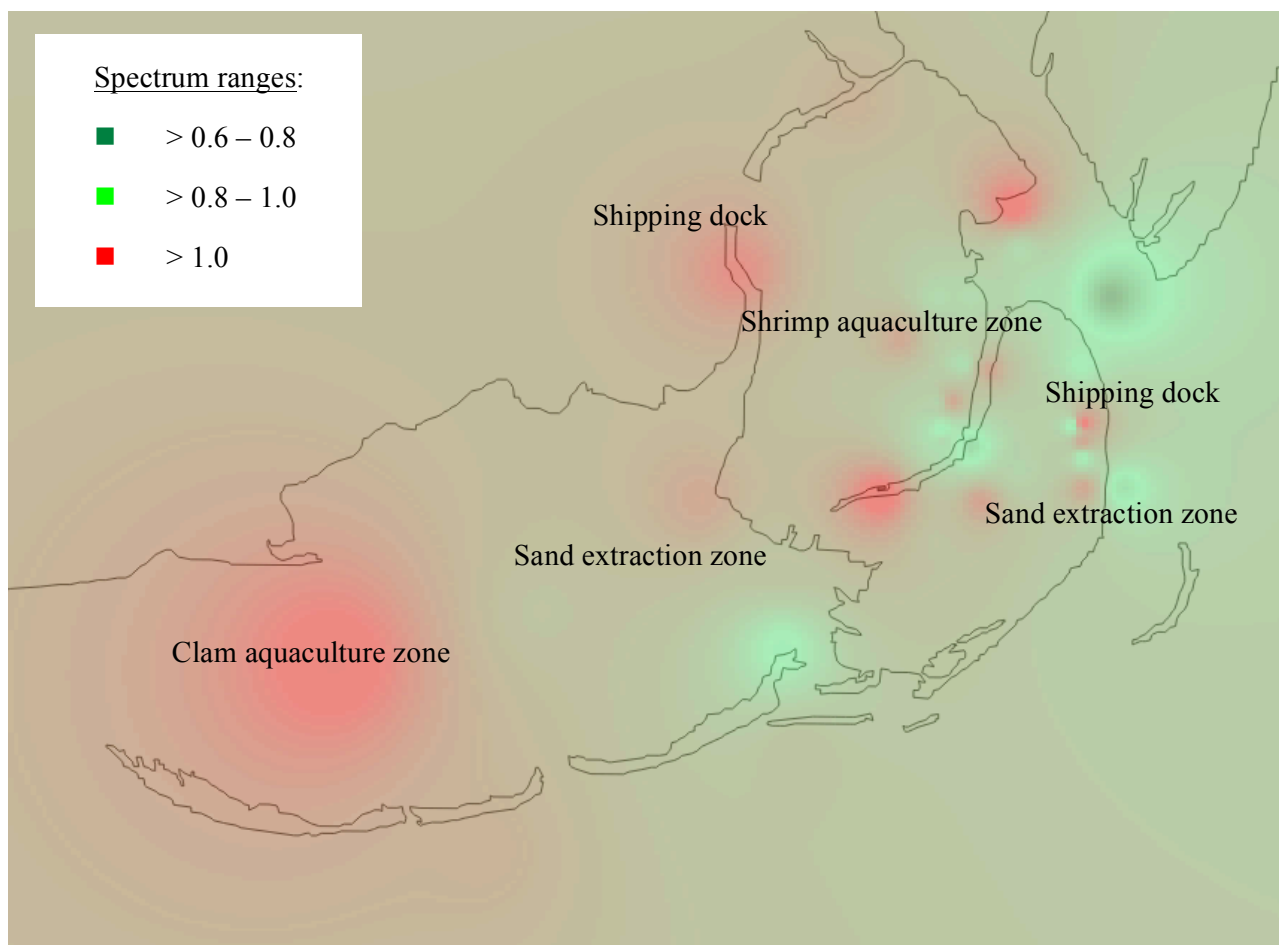 Spectrum ranges:
> 0.6 – 0.8
> 0.8 – 1.0
> 1.0
Shipping dock
Shrimp aquaculture zone
Shipping dock
Sand extraction zone
Sand extraction zone
Clam aquaculture zone